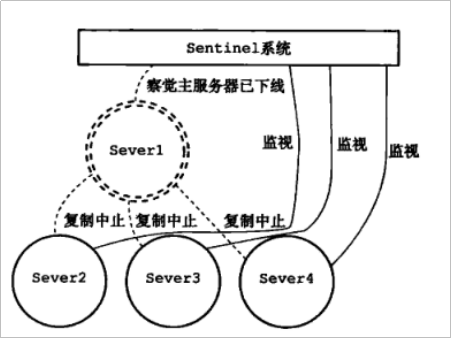 Sentinel系统
察觉主服务器已下线
Sever1
监视
监视
监视
复制中止
复制中止
复制中止
Sever2
Sever3
Sever4